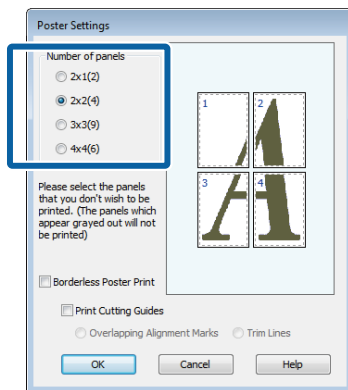 Poster Settings
Number of panels
2x1(2)
2x2(4)
3x3(9)
4x4(6)
1 2
3 4
Please select the panels
that you don't wish to be
printed. (The panels which
appear grayed out will not
be printed)
Borderless Poster Print
Print Cutting Guides
Overlapping Alignment Marks Trim Lines
OK Cancel Help